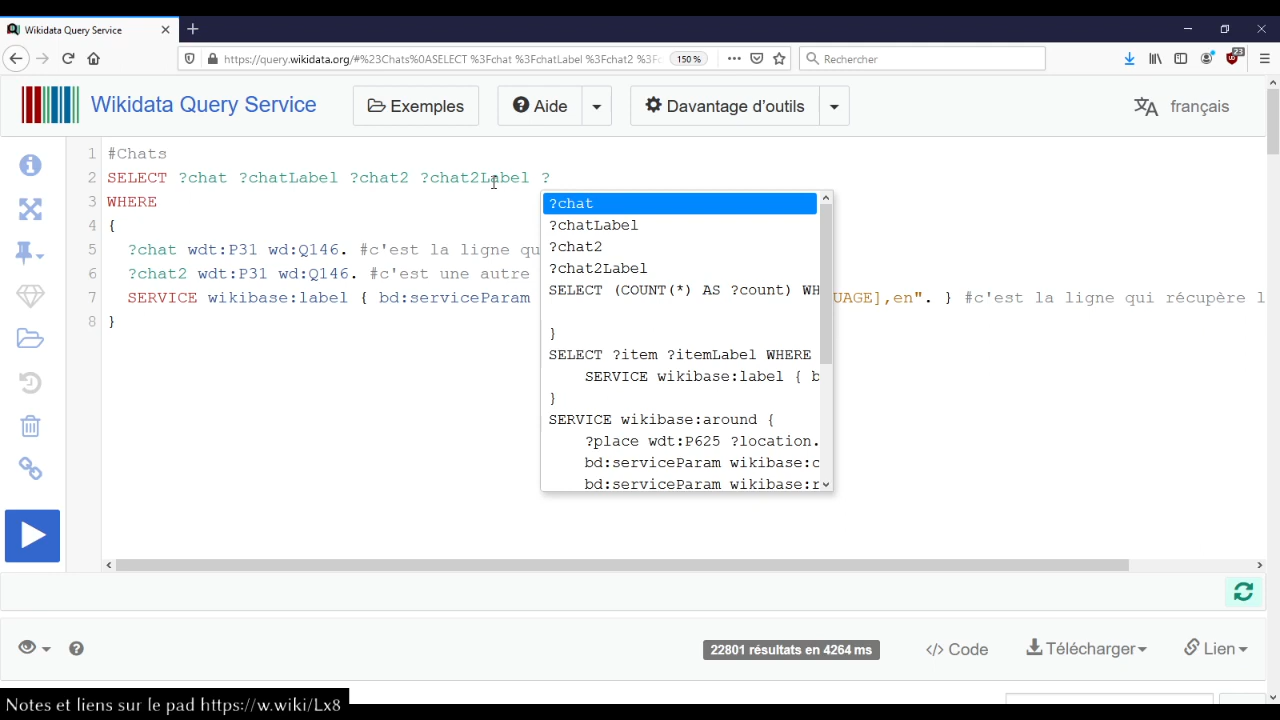 Wikidata Query Service
https://query.wikidata.org/#%23Chats%0ASELECT %3Fchat %3FchatLabel %3Fchat2 %3Fc
150 %
Rechercher
23
Wikidata Query Service
Exemples
Aide
Davantage d'outils
français
1 #Chats
2 SELECT ?chat ?chatLabel ?chat2 ?chat2Label ?
3 WHERE
4 {
5 ?chat wdt:P31 wd:Q146. #c'est la ligne qu
6 ?chat2 wdt:P31 wd:Q146. #c'est une autre
7 SERVICE wikibase:label { bd:serviceParam UAGE],en". } #c'est la ligne qui récupère l
8 }
?chat
?chatLabel
?chat2
?chat2Label
SELECT (COUNT(*) AS ?count) WH
}
SELECT ?item ?itemLabel WHERE
SERVICE wikibase:label { b
}
SERVICE wikibase:around {
?place wdt:P625 ?location.
bd:serviceParam wikibase:c
bd:serviceParam wikibase:r
22801 résultats en 4264 ms
</> Code
Télécharger
Lien
Notes et liens sur le pad https://w.wiki/Lx8